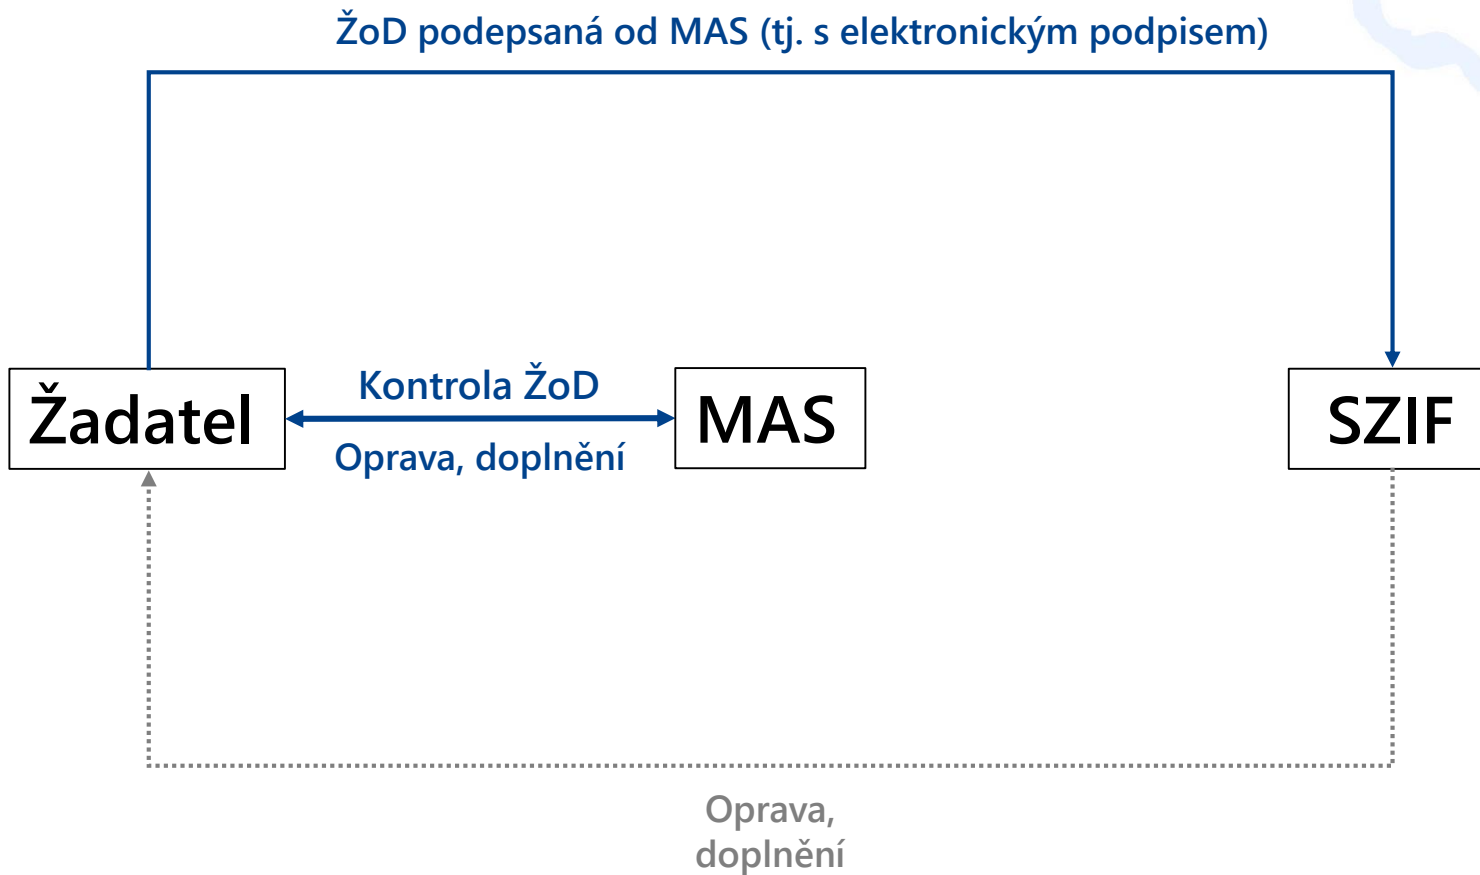 ŽoD podepsaná od MAS (tj. s elektronickým podpisem)
Žadatel
Kontrola ŽoD
Oprava, doplnění
MAS
SZIF
Oprava,
doplnění